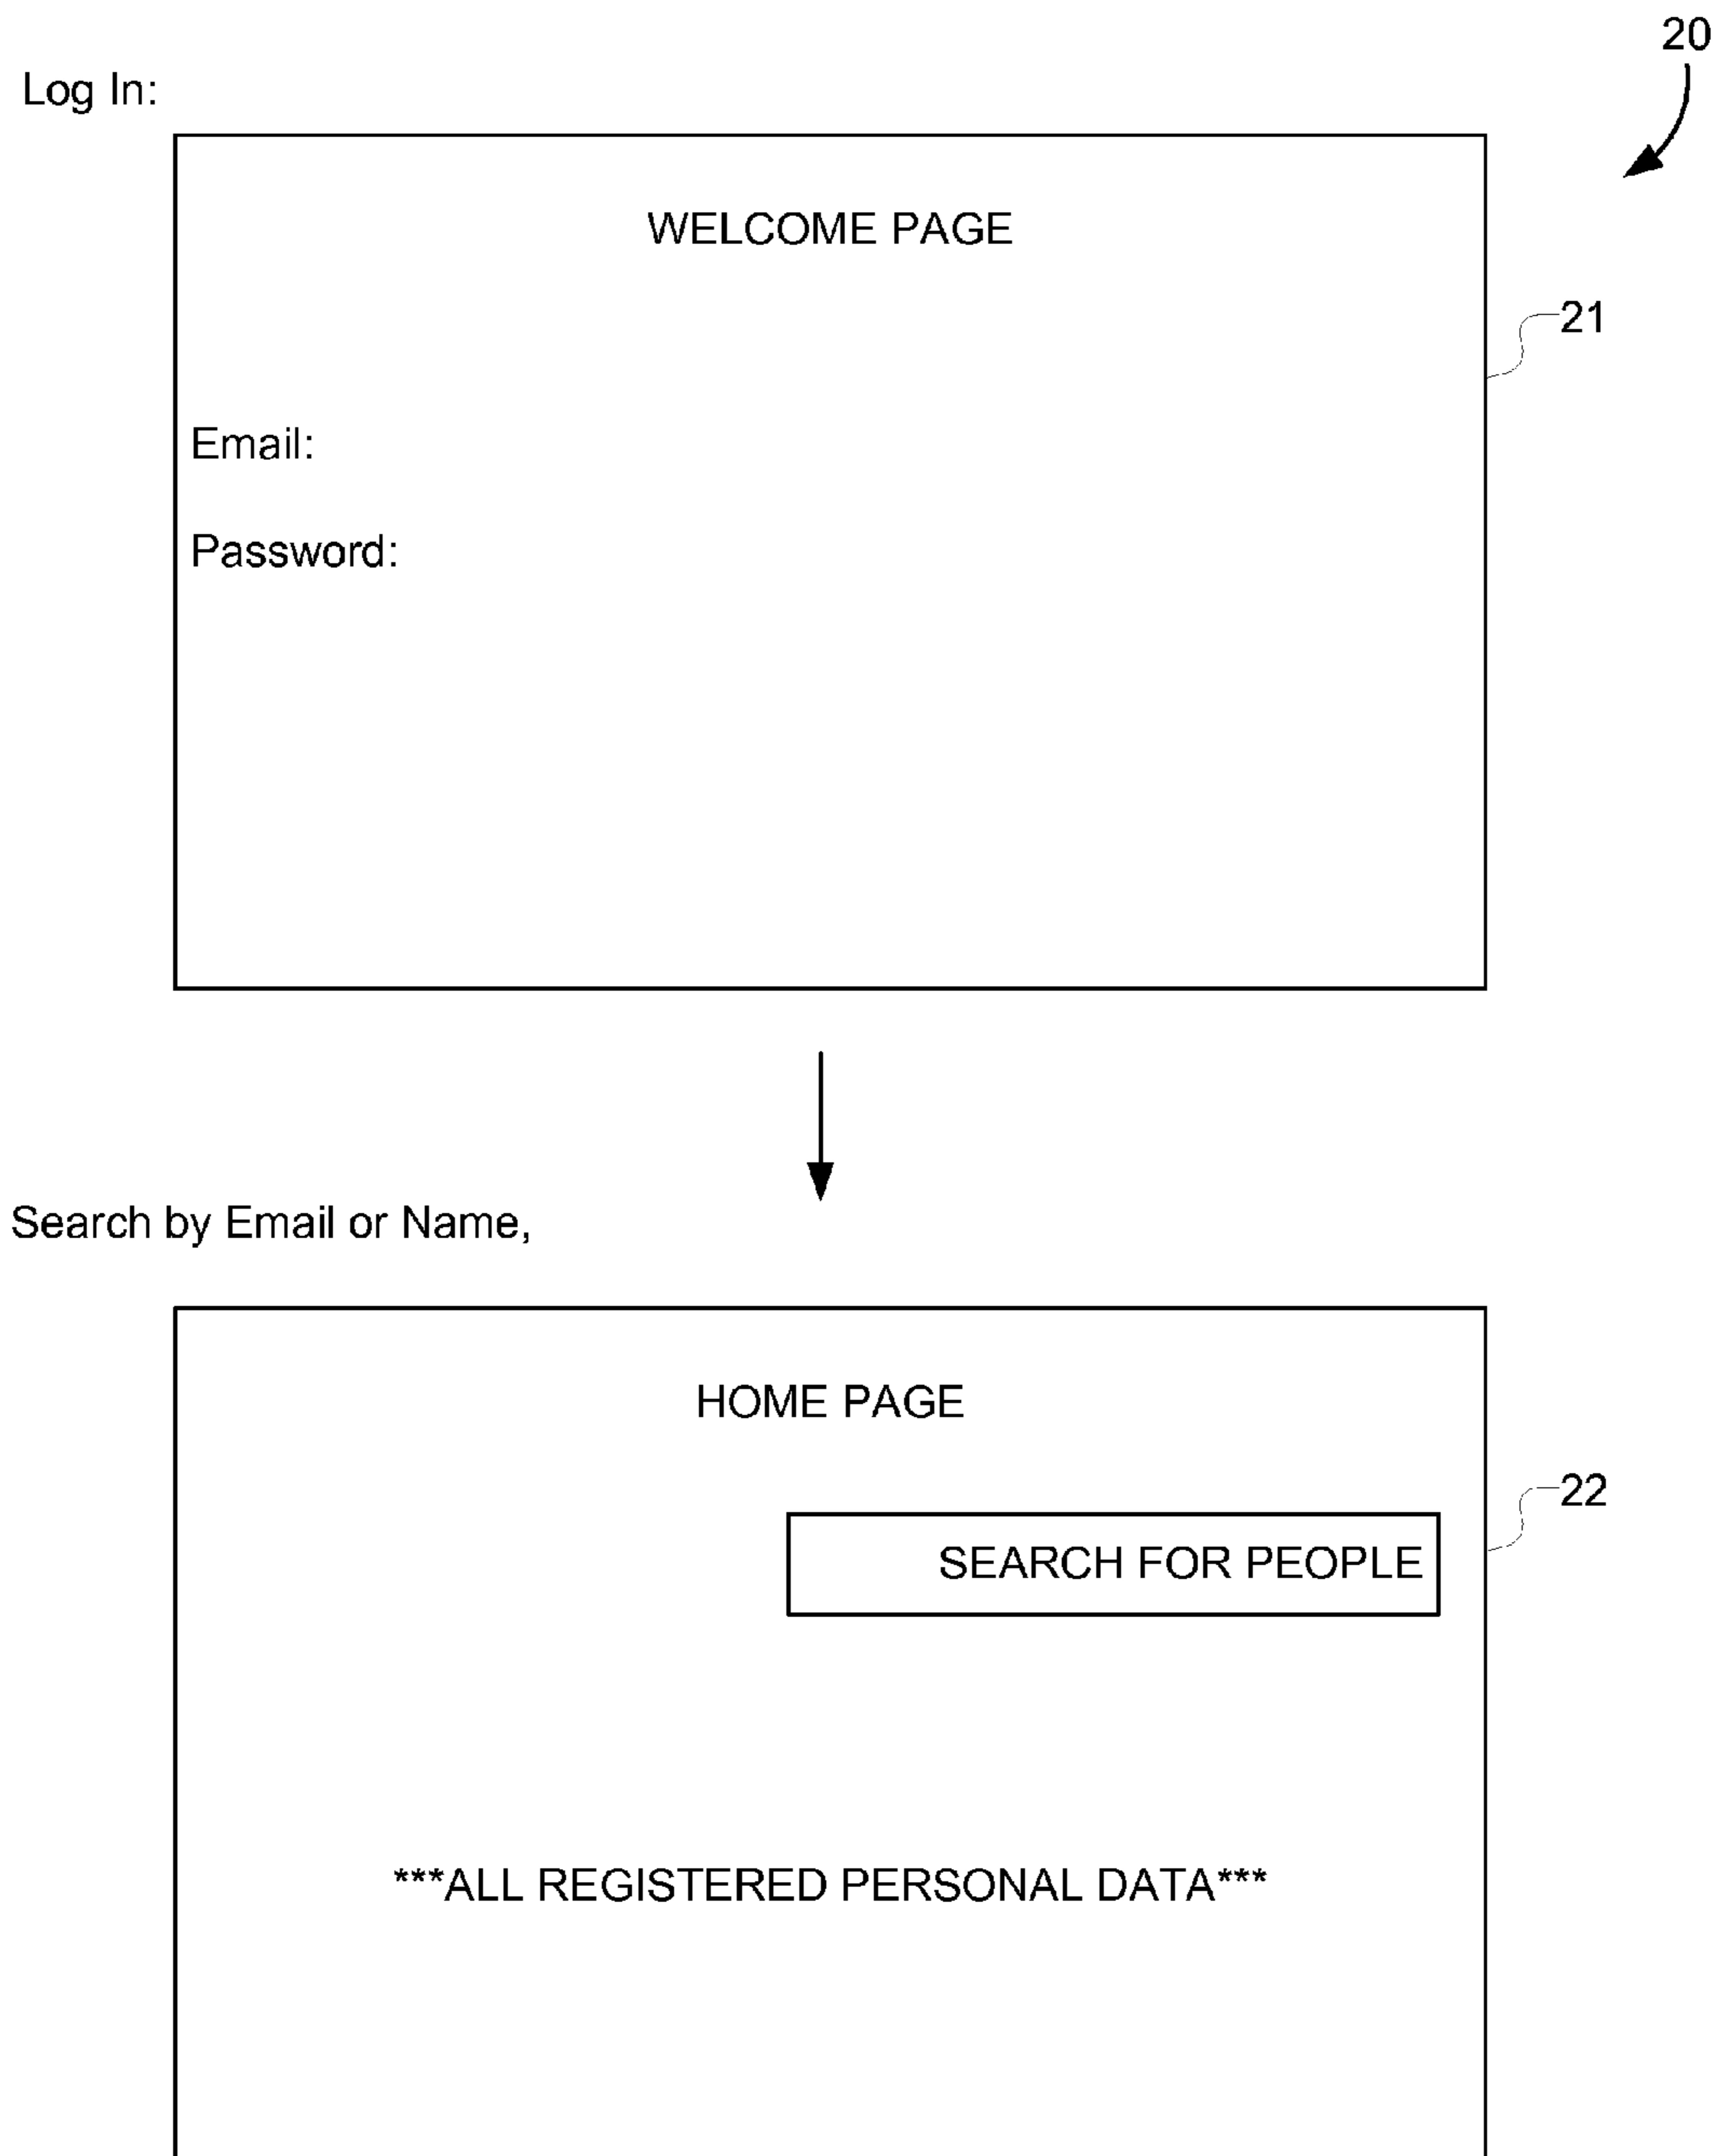 20
Log In:
WELCOME PAGE
21
Email:
Password:
Search by Email or Name,
HOME PAGE
22
SEARCH FOR PEOPLE
***ALL REGISTERED PERSONAL DATA***